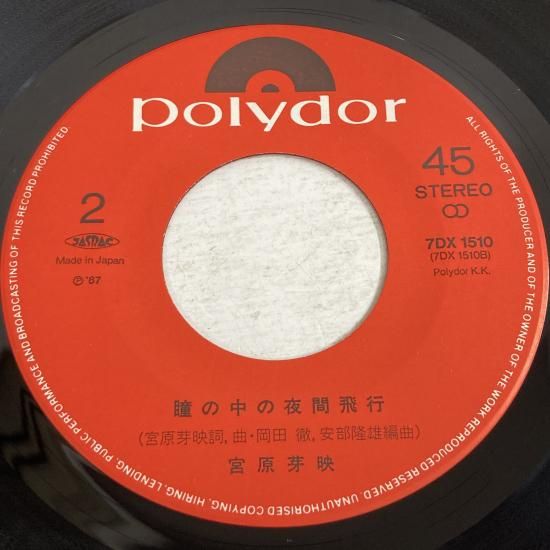 polydor
45
STEREO
2
JASRAC
Made in Japan
℗ '87
7DX 1510
(7DX 1510B)
Polydor K.K.
瞳の中の夜間飛行
(宮原芽映詞, 曲・岡田 徹, 安部隆雄編曲)
宮原芽映
ALL RIGHTS OF THE PRODUCER AND OF THE OWNER OF THE WORK REPRODUCED RESERVED. UNAUTHORISED COPYING, HIRING, LENDING, PUBLIC PERFORMANCE AND BROADCASTING OF THIS RECORD PROHIBITED.